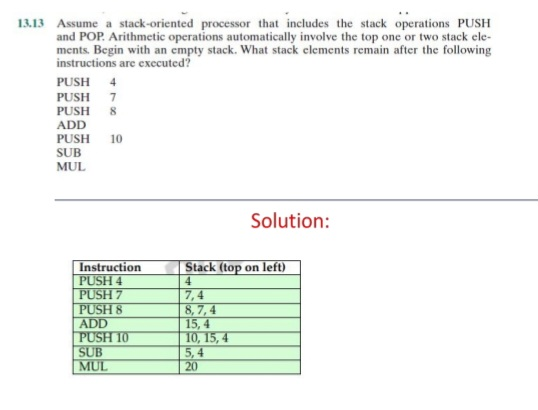 13.13 Assume a stack-oriented processor that includes the stack operations PUSH
and POP. Arithmetic operations automatically involve the top one or two stack ele-
ments. Begin with an empty stack. What stack elements remain after the following
instructions are executed?
PUSH 4
PUSH 7
PUSH 8
ADD
PUSH 10
SUB
MUL
Solution:
Instruction Stack (top on left)
PUSH 4 4
PUSH 7 7, 4
PUSH 8 8, 7, 4
ADD 15, 4
PUSH 10 10, 15, 4
SUB 5, 4
MUL 20